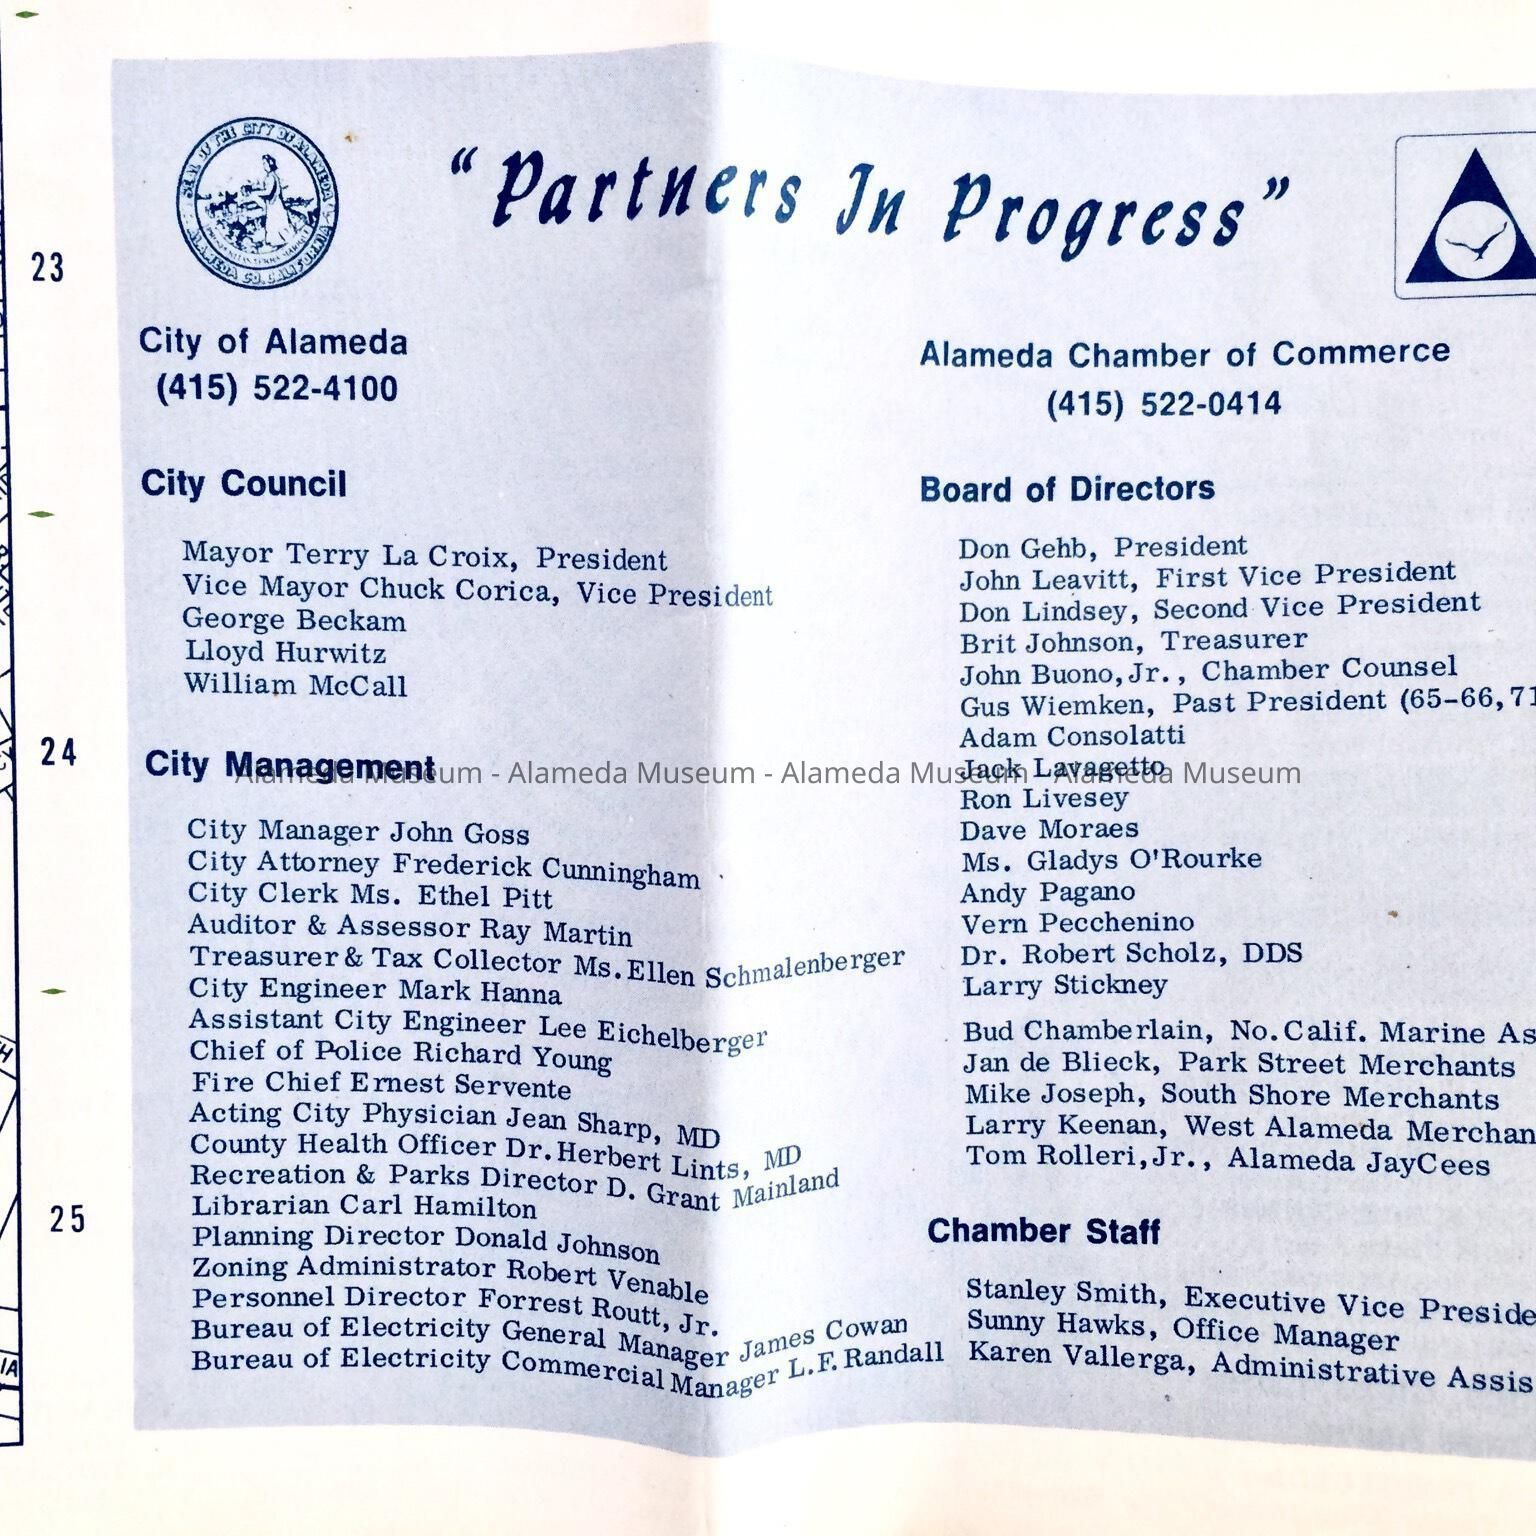 SEAL OF THE CITY OF ALAMEDA
ALAMEDA CO. CALIFORNIA
"Partners In Progress"
23
24
25
City of Alameda
(415) 522-4100
City Council
Mayor Terry La Croix, President
Vice Mayor Chuck Corica, Vice President
George Beckam
Lloyd Hurwitz
William McCall
City Management
City Manager John Goss
City Attorney Frederick Cunningham
City Clerk Ms. Ethel Pitt
Auditor & Assessor Ray Martin
Treasurer & Tax Collector Ms. Ellen Schmalenberger
City Engineer Mark Hanna
Assistant City Engineer Lee Eichelberger
Chief of Police Richard Young
Fire Chief Ernest Servente
Acting City Physician Jean Sharp, MD
County Health Officer Dr. Herbert Lints, MD
Recreation & Parks Director D. Grant Mainland
Librarian Carl Hamilton
Planning Director Donald Johnson
Zoning Administrator Robert Venable
Personnel Director Forrest Routt, Jr.
Bureau of Electricity General Manager James Cowan
Bureau of Electricity Commercial Manager L.F. Randall
Alameda Chamber of Commerce
(415) 522-0414
Board of Directors
Don Gehb, President
John Leavitt, First Vice President
Don Lindsey, Second Vice President
Brit Johnson, Treasurer
John Buono, Jr., Chamber Counsel
Gus Wiemken, Past President (65-66, 71
Adam Consolatti
Jack Lavagetto
Ron Livesey
Dave Moraes
Ms. Gladys O'Rourke
Andy Pagano
Vern Pecchenino
Dr. Robert Scholz, DDS
Larry Stickney
Bud Chamberlain, No. Calif. Marine As
Jan de Blieck, Park Street Merchants
Mike Joseph, South Shore Merchants
Larry Keenan, West Alameda Merchan
Tom Rolleri, Jr., Alameda JayCees
Chamber Staff
Stanley Smith, Executive Vice Preside
Sunny Hawks, Office Manager
Karen Vallerga, Administrative Assis
Alameda Museum - Alameda Museum - Alameda Museum - Alameda Museum